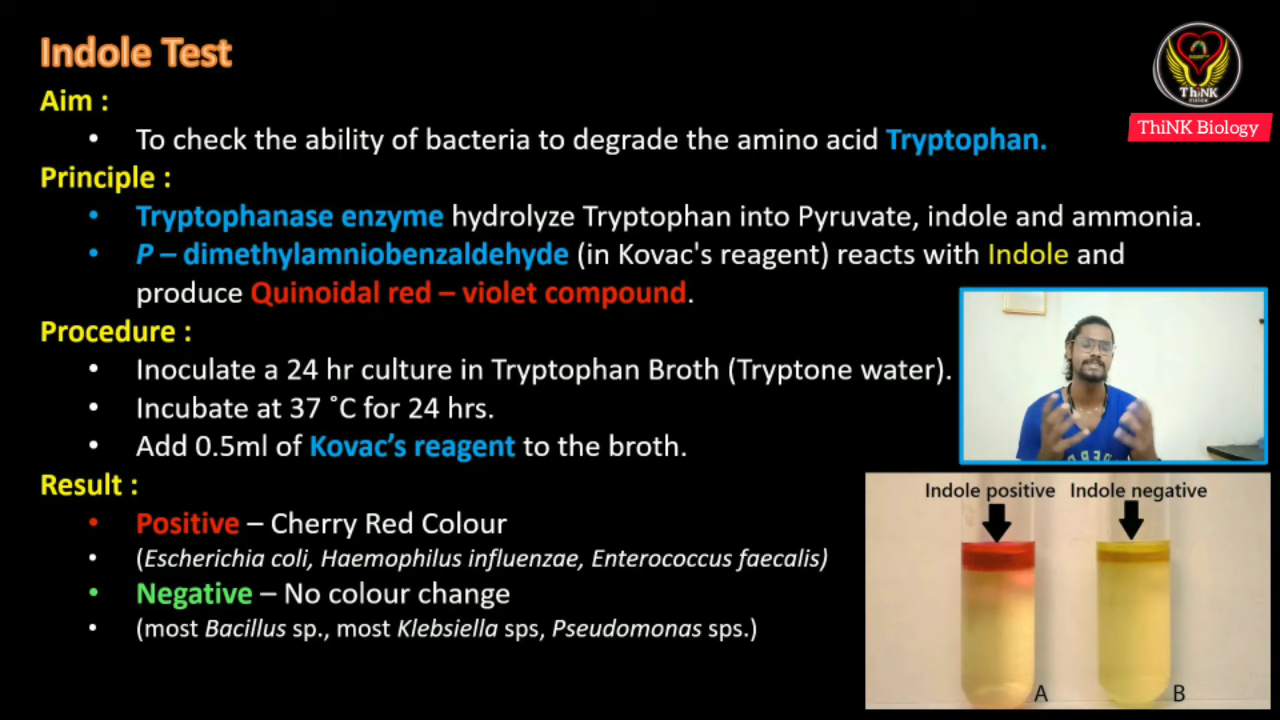 Indole Test
ThiNK
VISION
ThiNK Biology
Aim :
• To check the ability of bacteria to degrade the amino acid Tryptophan.
Principle :
• Tryptophanase enzyme hydrolyze Tryptophan into Pyruvate, indole and ammonia.
• P – dimethylamniobenzaldehyde (in Kovac's reagent) reacts with Indole and
produce Quinoidal red – violet compound.
Procedure :
• Inoculate a 24 hr culture in Tryptophan Broth (Tryptone water).
• Incubate at 37 ˚C for 24 hrs.
• Add 0.5ml of Kovac’s reagent to the broth.
Result :
• Positive – Cherry Red Colour
• (Escherichia coli, Haemophilus influenzae, Enterococcus faecalis)
• Negative – No colour change
• (most Bacillus sp., most Klebsiella sps, Pseudomonas sps.)
Indole positive Indole negative
A B